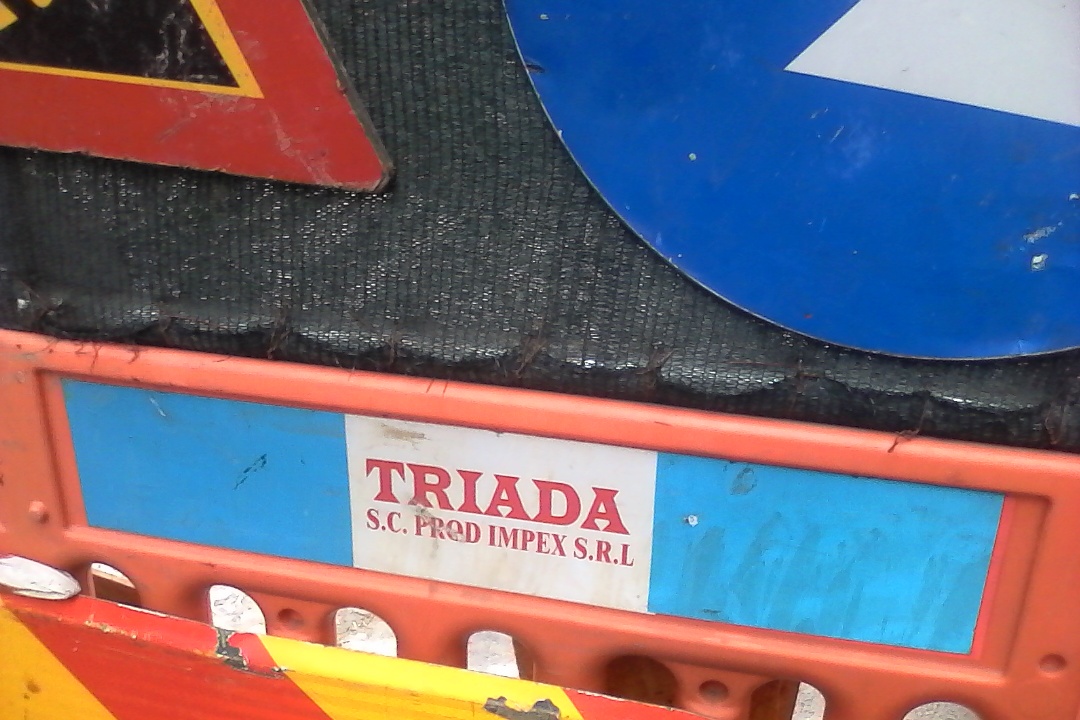 TRIADA
S.C. PROD IMPEX S.R.L